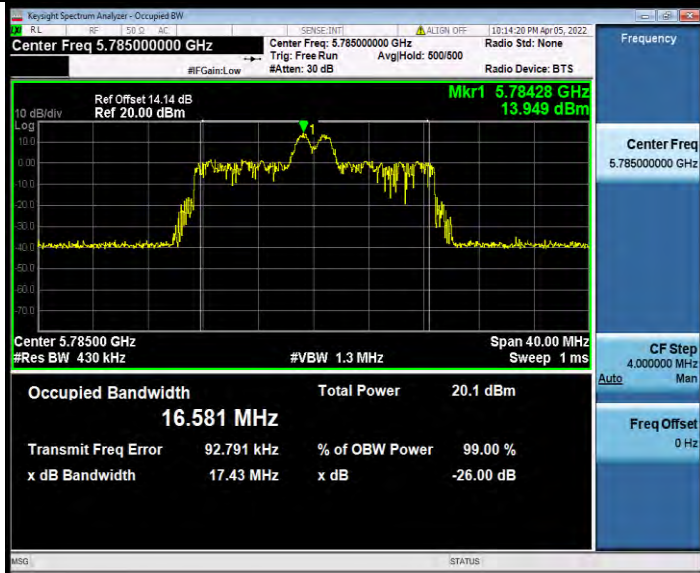 Keysight Spectrum Analyzer - Occupied BW
RL RF 50 Ω AC SENSE:INT ALIGN OFF 10:14:20 PM Apr 05, 2022
Center Freq 5.785000000 GHz
Center Freq: 5.785000000 GHz
Radio Std: None
Trig: Free Run Avg|Hold: 500/500
#IFGain:Low #Atten: 30 dB Radio Device: BTS
Frequency
Ref Offset 14.14 dB
10 dB/div Ref 20.00 dBm
Mkr1 5.78428 GHz
13.949 dBm
Log
1
10.0
0.00
-10.0
-20.0
-30.0
-40.0
-50.0
-60.0
-70.0
Center 5.78500 GHz Span 40.00 MHz
#Res BW 430 kHz #VBW 1.3 MHz Sweep 1 ms
Center Freq
5.785000000 GHz
CF Step
4.000000 MHz
Auto Man
Freq Offset
0 Hz
Occupied Bandwidth Total Power 20.1 dBm
16.581 MHz
Transmit Freq Error 92.791 kHz % of OBW Power 99.00 %
x dB Bandwidth 17.43 MHz x dB -26.00 dB
MSG STATUS